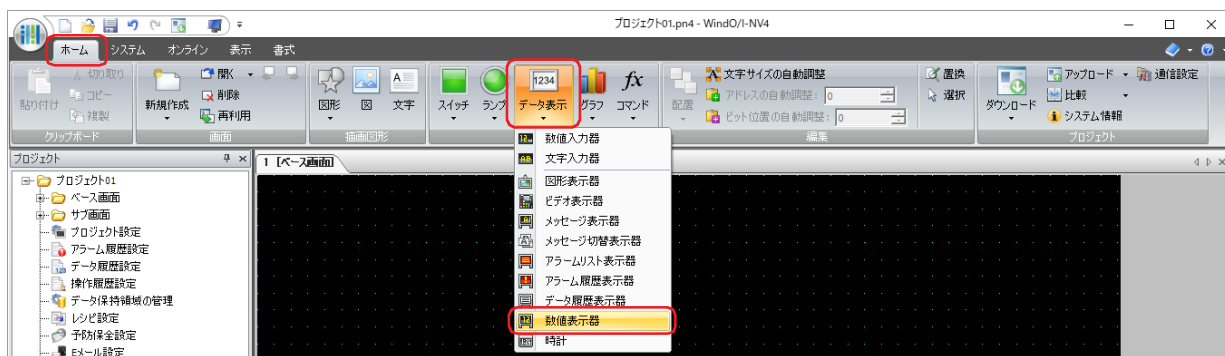 プロジェクト01.pn4 - WindO/I-NV4
ホーム システム オンライン 表示 書式
貼り付け 切り取り コピー 複製
クリップボード
新規作成 開く 削除 再利用
画面
図形 図 文字
描画図形
スイッチ ランプ データ表示 グラフ コマンド
1234
配置 文字サイズの自動調整 置換
アドレスの自動調整: 0 選択
ビット位置の自動調整: 0
編集
ダウンロード アップロード 通信設定
比較
システム情報
プロジェクト
プロジェクト
1 [ベース画面]
プロジェクト01
ベース画面
サブ画面
プロジェクト設定
アラーム履歴設定
データ履歴設定
操作履歴設定
データ保持領域の管理
レシピ設定
予防保全設定
Eメール設定
数値入力器
文字入力器
図形表示器
ビデオ表示器
メッセージ表示器
メッセージ切替表示器
アラームリスト表示器
アラーム履歴表示器
データ履歴表示器
数値表示器
時計